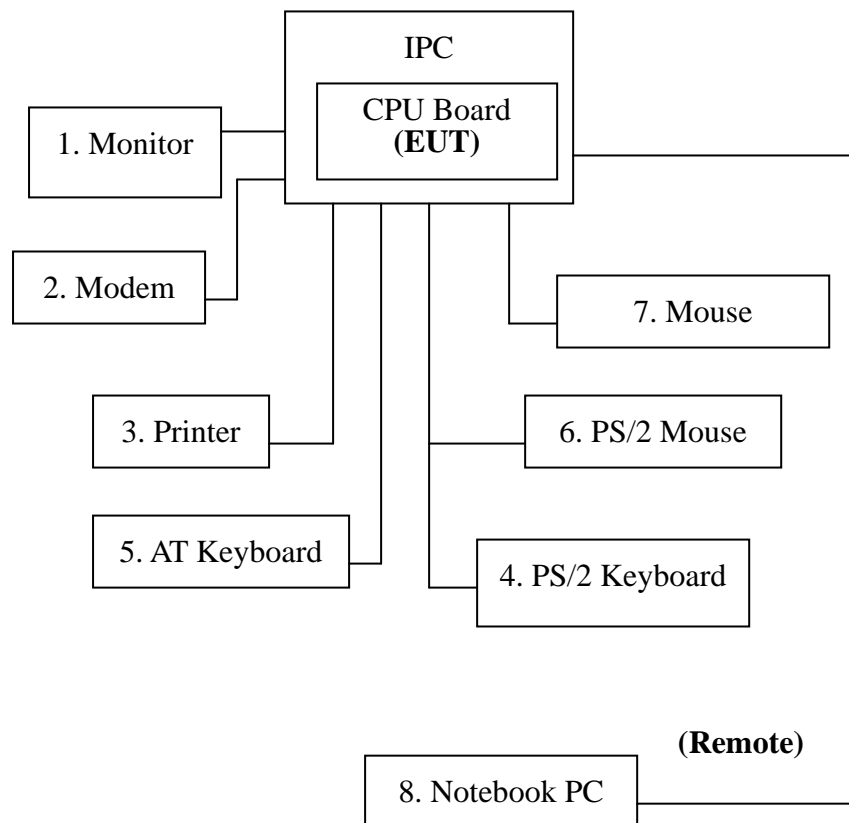 IPC
CPU Board
(EUT)
1. Monitor
2. Modem
7. Mouse
3. Printer
6. PS/2 Mouse
5. AT Keyboard
4. PS/2 Keyboard
(Remote)
8. Notebook PC